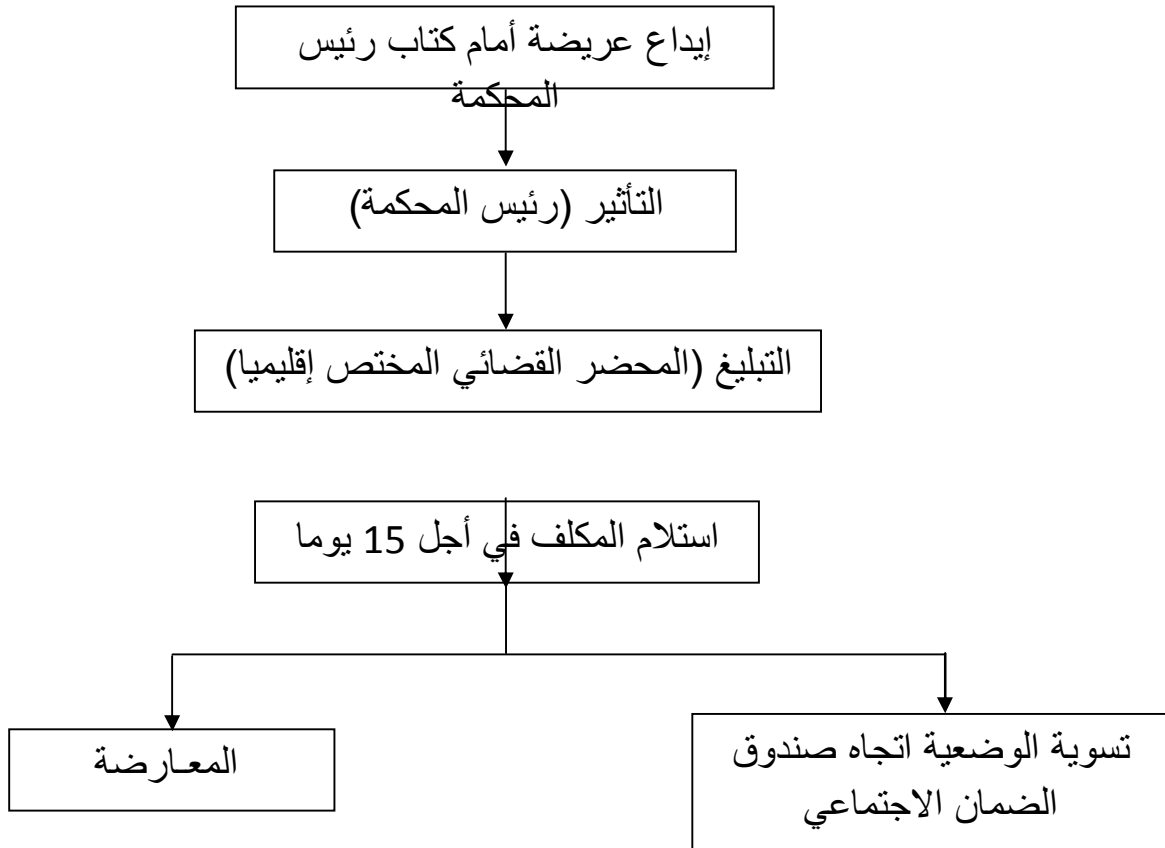 إيداع عريضة أمام كتاب رئيس
المحكمة
التأثير (رئيس المحكمة)
التبليغ (المحضر القضائي المختص إقليميا)
استلام المكلف في أجل 15 يوما
المعـارضة
تسوية الوضعية اتجاه صندوق
الضمان الاجتماعي